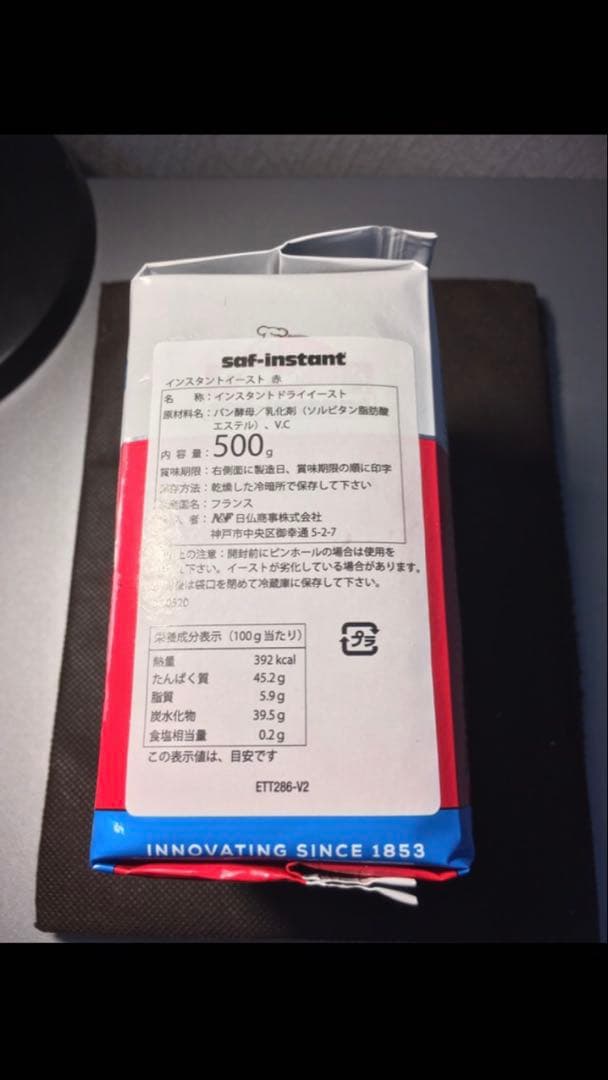 saf-instant
インスタントイースト 赤
名 称：インスタントドライイースト
原材料名：パン酵母／乳化剤（ソルビタン脂肪酸
エステル）、V.C
内容量：500g
賞味期限：右側面に製造日、賞味期限の順に印字
存方法：乾燥した冷暗所で保存して下さい
産国名：フランス
者：NF 日仏商事株式会社
神戸市中央区御幸通 5-2-7
上の注意：開封前にピンホールの場合は使用を
下さい。イーストが劣化している場合があります。
後は袋口を閉めて冷蔵庫に保存して下さい。
栄養成分表示（100g当たり）
熱量 392 kcal
たんぱく質 45.2g
脂質 5.9g
炭水化物 39.5g
食塩相当量 0.2g
この表示値は、目安です
プラ
ETT286-V2
INNOVATING SINCE 1853